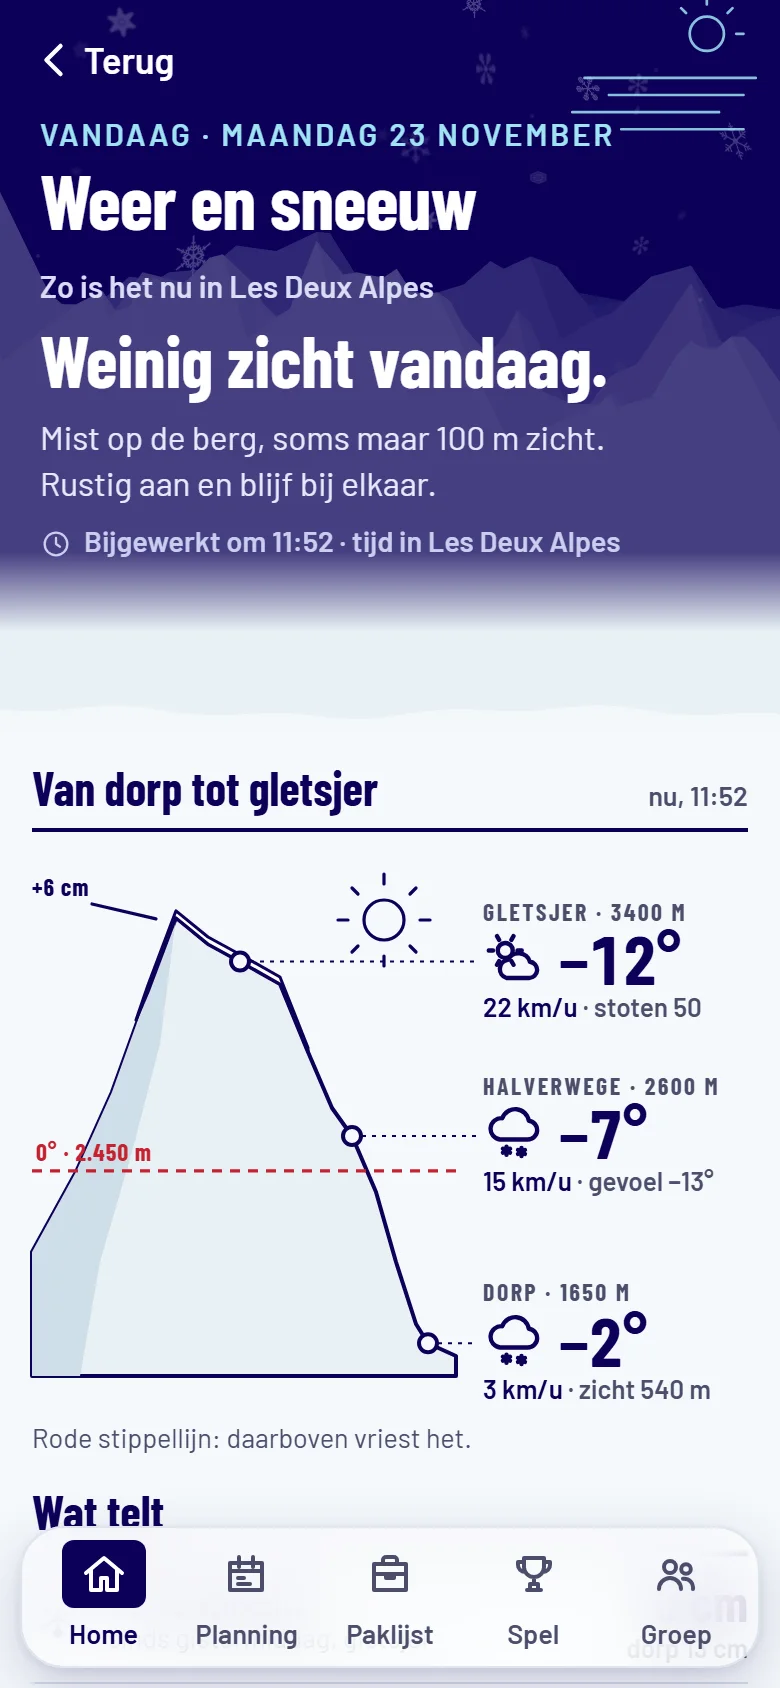 Terug
VANDAAG · MAANDAG 23 NOVEMBER
Weer en sneeuw
Zo is het nu in Les Deux Alpes
Weinig zicht vandaag.
Mist op de berg, soms maar 100 m zicht.
Rustig aan en blijf bij elkaar.
Bijgewerkt om 11:52 · tijd in Les Deux Alpes
Van dorp tot gletsjer
nu, 11:52
+6 cm
GLETSJER · 3400 M
−12°
22 km/u · stoten 50
HALVERWEGE · 2600 M
−7°
15 km/u · gevoel −13°
0° · 2.450 m
DORP · 1650 M
−2°
3 km/u · zicht 540 m
Rode stippellijn: daarboven vriest het.
Wat telt
cm
dorp 13 cm
Home
Planning
Paklijst
Spel
Groep